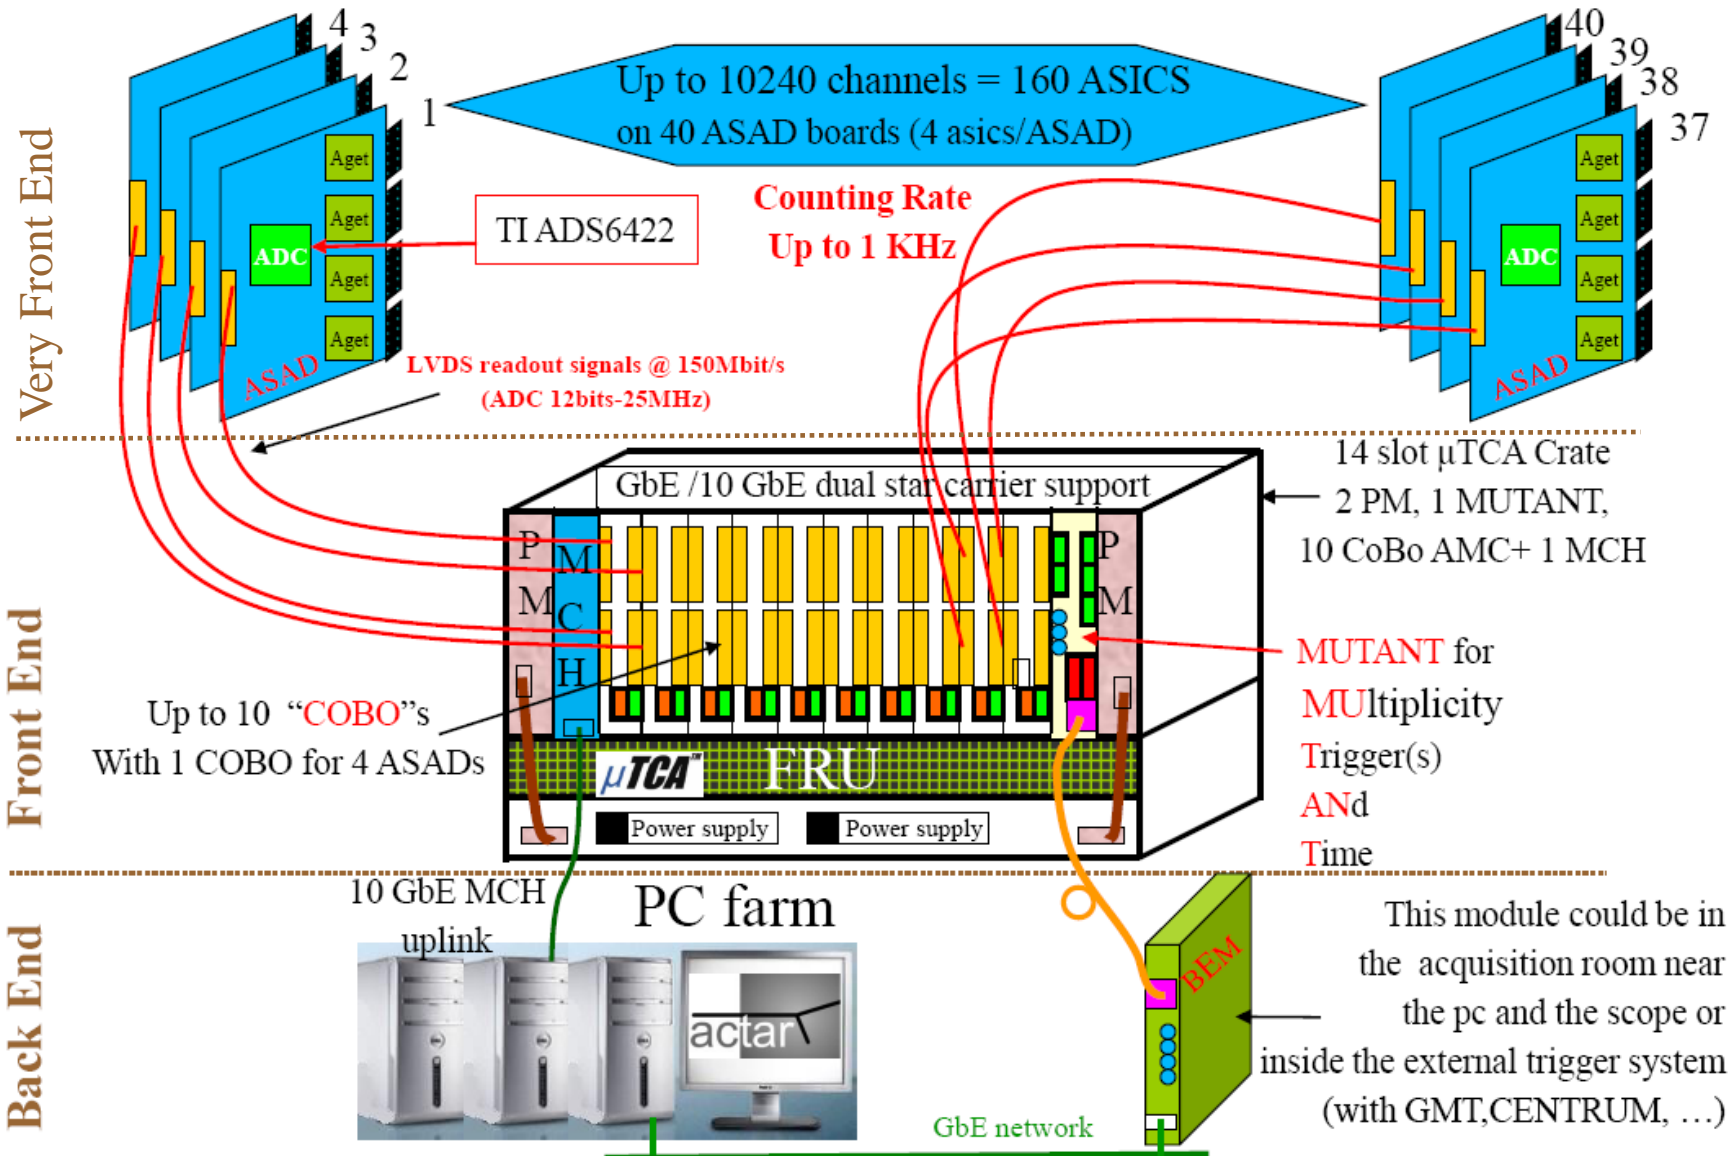 Very Front End
4
3
2
1
Aget
Aget
Aget
Aget
ADC
ASAD
Up to 10240 channels = 160 ASICS
on 40 ASAD boards (4 asics/ASAD)
TI ADS6422
Counting Rate
Up to 1 KHz
40
39
38
37
Aget
Aget
Aget
Aget
ADC
ASAD
LVDS readout signals @ 150Mbit/s
(ADC 12bits-25MHz)
Front End
GbE /10 GbE dual star carrier support
P
M
M
C
H
P
M
14 slot µTCA Crate
2 PM, 1 MUTANT,
10 CoBo AMC+ 1 MCH
MUTANT for
MUltiplicity
Trigger(s)
ANd
Time
Up to 10 “COBO”s
With 1 COBO for 4 ASADs
µTCA™
FRU
Power supply
Power supply
Back End
10 GbE MCH
uplink
PC farm
actar
BEM
This module could be in
the acquisition room near
the pc and the scope or
inside the external trigger system
(with GMT,CENTRUM, …)
GbE network